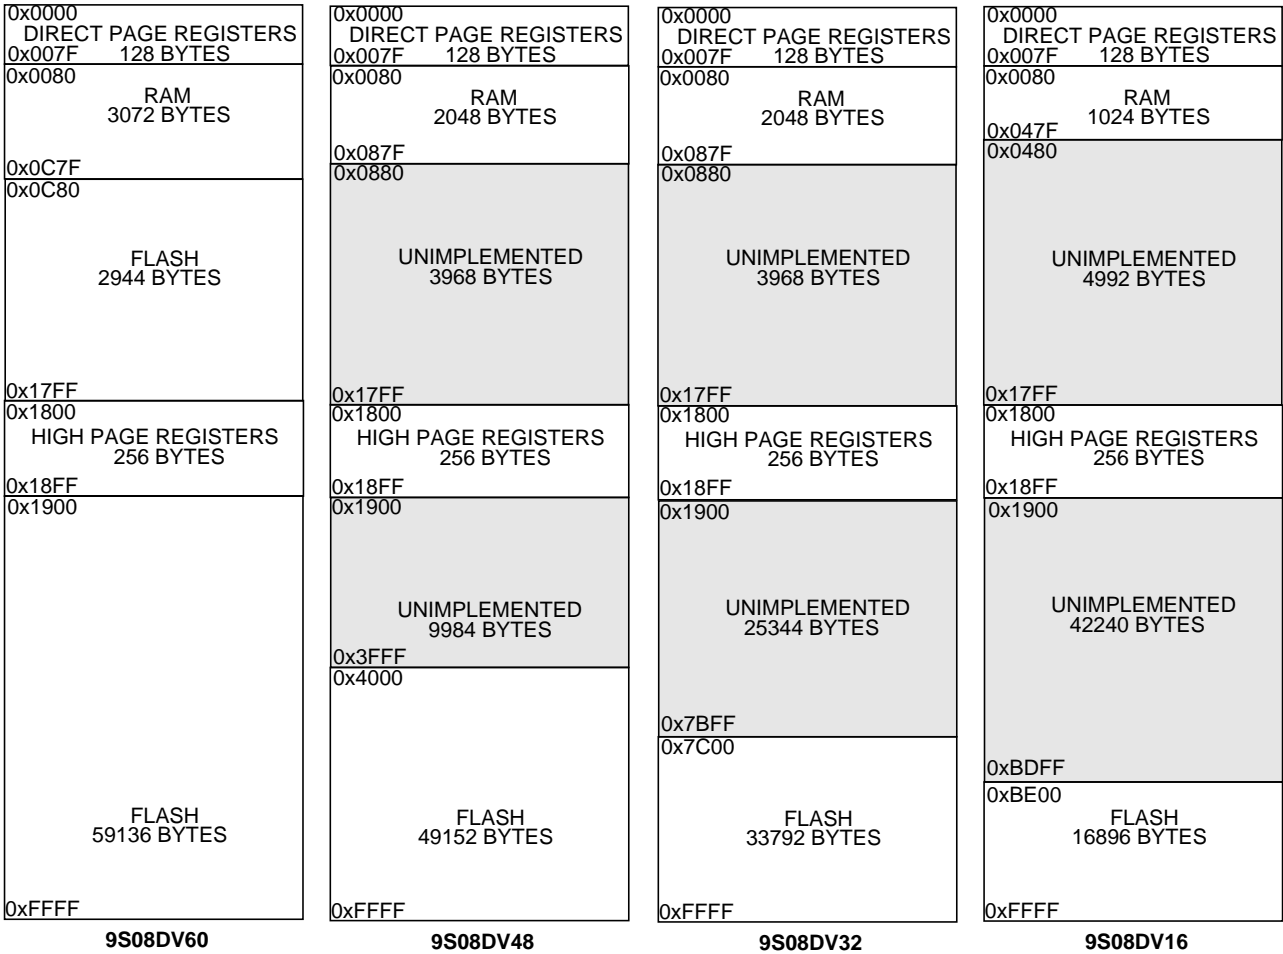 0x0000
DIRECT PAGE REGISTERS
0x007F 128 BYTES
0x0080
RAM
3072 BYTES
0x0C7F
0x0C80
FLASH
2944 BYTES
0x17FF
0x1800
HIGH PAGE REGISTERS
256 BYTES
0x18FF
0x1900
FLASH
59136 BYTES
0xFFFF
9S08DV60
0x0000
DIRECT PAGE REGISTERS
0x007F 128 BYTES
0x0080
RAM
2048 BYTES
0x087F
0x0880
UNIMPLEMENTED
3968 BYTES
0x17FF
0x1800
HIGH PAGE REGISTERS
256 BYTES
0x18FF
0x1900
UNIMPLEMENTED
9984 BYTES
0x3FFF
0x4000
FLASH
49152 BYTES
0xFFFF
9S08DV48
0x0000
DIRECT PAGE REGISTERS
0x007F 128 BYTES
0x0080
RAM
2048 BYTES
0x087F
0x0880
UNIMPLEMENTED
3968 BYTES
0x17FF
0x1800
HIGH PAGE REGISTERS
256 BYTES
0x18FF
0x1900
UNIMPLEMENTED
25344 BYTES
0x7BFF
0x7C00
FLASH
33792 BYTES
0xFFFF
9S08DV32
0x0000
DIRECT PAGE REGISTERS
0x007F 128 BYTES
0x0080
RAM
1024 BYTES
0x047F
0x0480
UNIMPLEMENTED
4992 BYTES
0x17FF
0x1800
HIGH PAGE REGISTERS
256 BYTES
0x18FF
0x1900
UNIMPLEMENTED
42240 BYTES
0xBDFF
0xBE00
FLASH
16896 BYTES
0xFFFF
9S08DV16